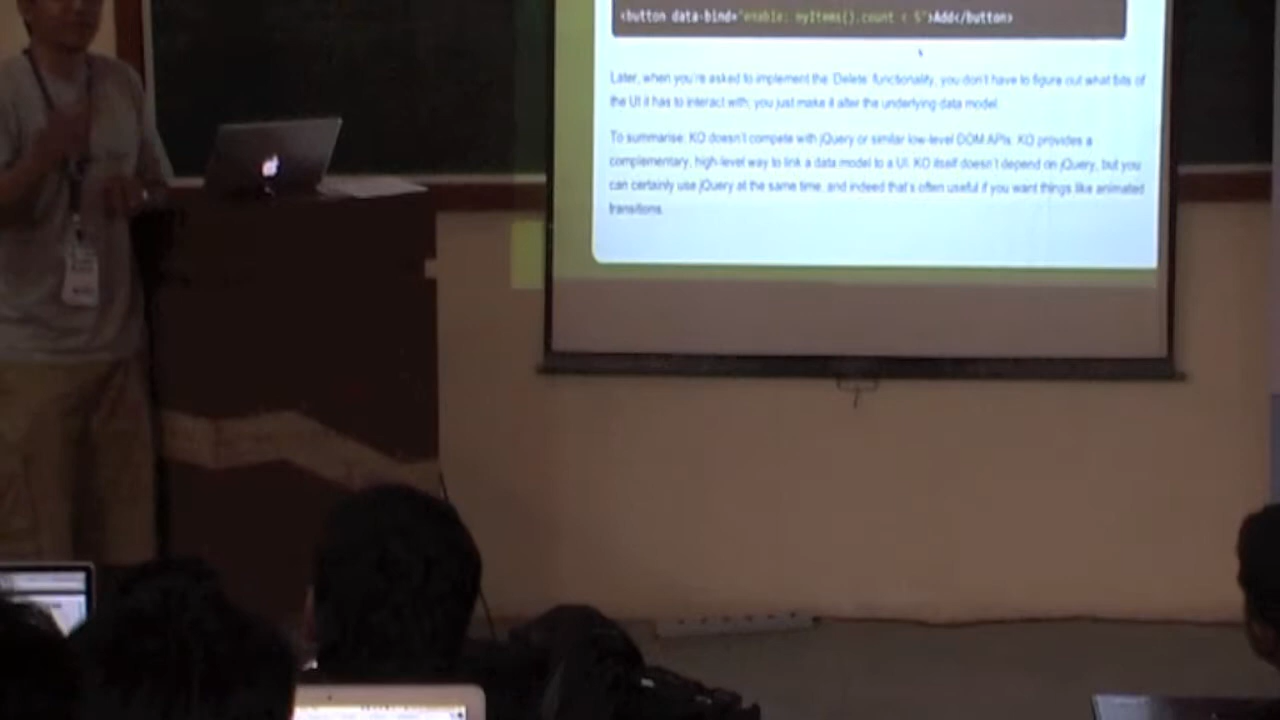 <button data-bind="enable: myItems().count < 5">Add</button>
Later, when you're asked to implement the 'Delete' functionality, you don't have to figure out what bits of
the UI it has to interact with; you just make it alter the underlying data model.
To summarise: KO doesn't compete with jQuery or similar low-level DOM APIs. KO provides a
complementary, high-level way to link a data model to a UI. KO itself doesn't depend on jQuery, but you
can certainly use jQuery at the same time, and indeed that's often useful if you want things like animated
transitions.